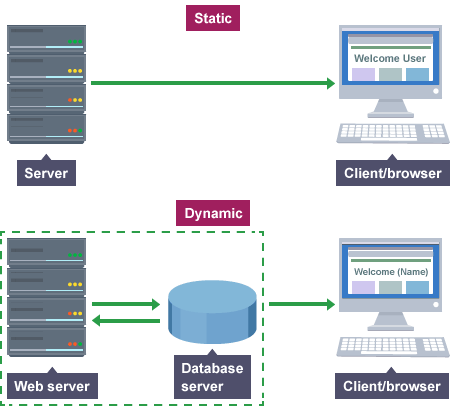 Static
Welcome User
Server
Client/browser
Dynamic
Welcome (Name)
Web server
Database
server
Client/browser